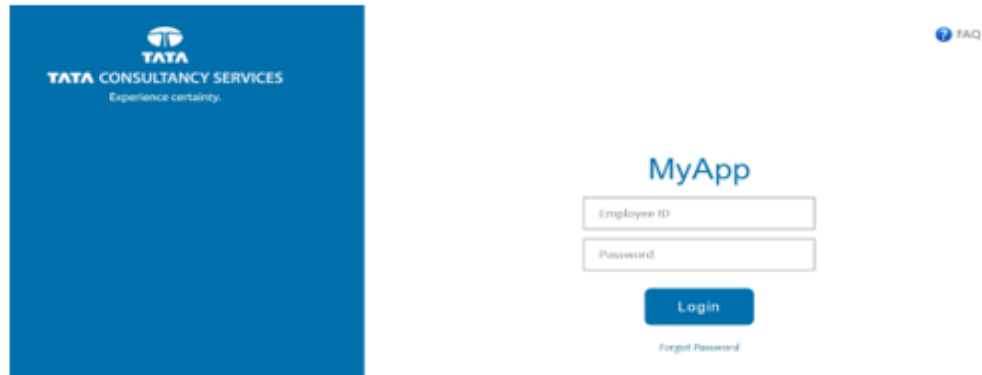 TATA
TATA CONSULTANCY SERVICES
Experience certainty.
? FAQ
MyApp
Employee ID
Password
Login
Forgot Password